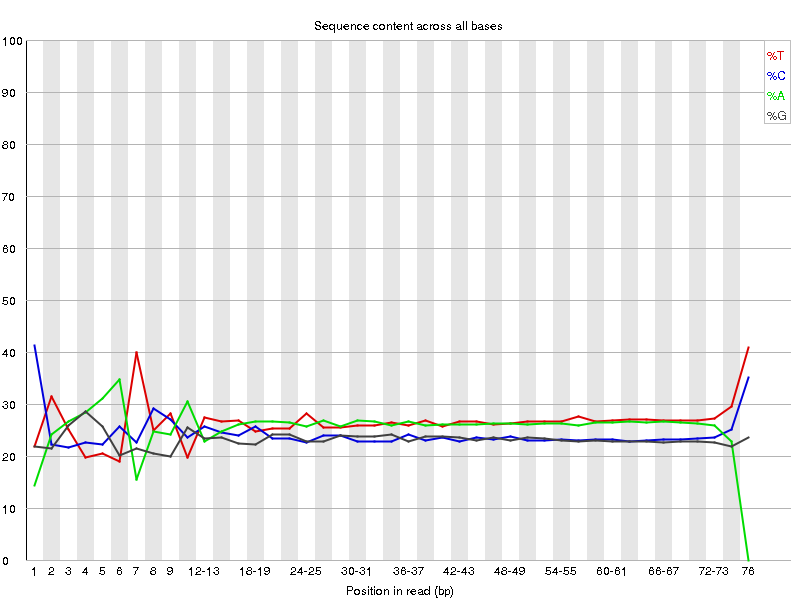 Sequence content across all bases
100
90
80
70
60
50
40
30
20
10
0
%T
%C
%A
%G
1 2 3 4 5 6 7 8 9 12-13 18-19 24-25 30-31 36-37 42-43 48-49 54-55 60-61 66-67 72-73 76
Position in read (bp)